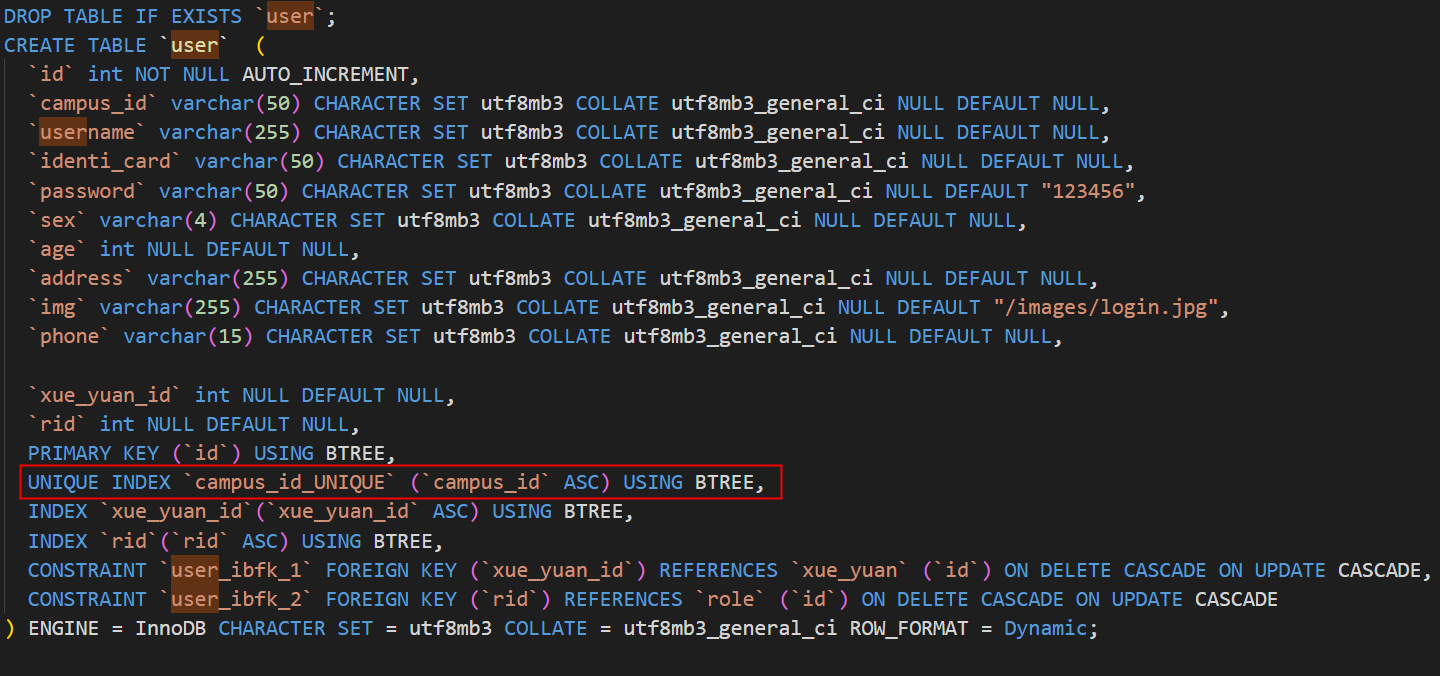 DROP TABLE IF EXISTS `user`;
CREATE TABLE `user`  (
  `id` int NOT NULL AUTO_INCREMENT,
  `campus_id` varchar(50) CHARACTER SET utf8mb3 COLLATE utf8mb3_general_ci NULL DEFAULT NULL,
  `username` varchar(255) CHARACTER SET utf8mb3 COLLATE utf8mb3_general_ci NULL DEFAULT NULL,
  `identi_card` varchar(50) CHARACTER SET utf8mb3 COLLATE utf8mb3_general_ci NULL DEFAULT NULL,
  `password` varchar(50) CHARACTER SET utf8mb3 COLLATE utf8mb3_general_ci NULL DEFAULT "123456",
  `sex` varchar(4) CHARACTER SET utf8mb3 COLLATE utf8mb3_general_ci NULL DEFAULT NULL,
  `age` int NULL DEFAULT NULL,
  `address` varchar(255) CHARACTER SET utf8mb3 COLLATE utf8mb3_general_ci NULL DEFAULT NULL,
  `img` varchar(255) CHARACTER SET utf8mb3 COLLATE utf8mb3_general_ci NULL DEFAULT "/images/login.jpg",
  `phone` varchar(15) CHARACTER SET utf8mb3 COLLATE utf8mb3_general_ci NULL DEFAULT NULL,
  `xue_yuan_id` int NULL DEFAULT NULL,
  `rid` int NULL DEFAULT NULL,
  PRIMARY KEY (`id`) USING BTREE,
  UNIQUE INDEX `campus_id_UNIQUE` (`campus_id` ASC) USING BTREE,
  INDEX `xue_yuan_id`(`xue_yuan_id` ASC) USING BTREE,
  INDEX `rid`(`rid` ASC) USING BTREE,
  CONSTRAINT `user_ibfk_1` FOREIGN KEY (`xue_yuan_id`) REFERENCES `xue_yuan` (`id`) ON DELETE CASCADE ON UPDATE CASCADE,
  CONSTRAINT `user_ibfk_2` FOREIGN KEY (`rid`) REFERENCES `role` (`id`) ON DELETE CASCADE ON UPDATE CASCADE
) ENGINE = InnoDB CHARACTER SET = utf8mb3 COLLATE = utf8mb3_general_ci ROW_FORMAT = Dynamic;